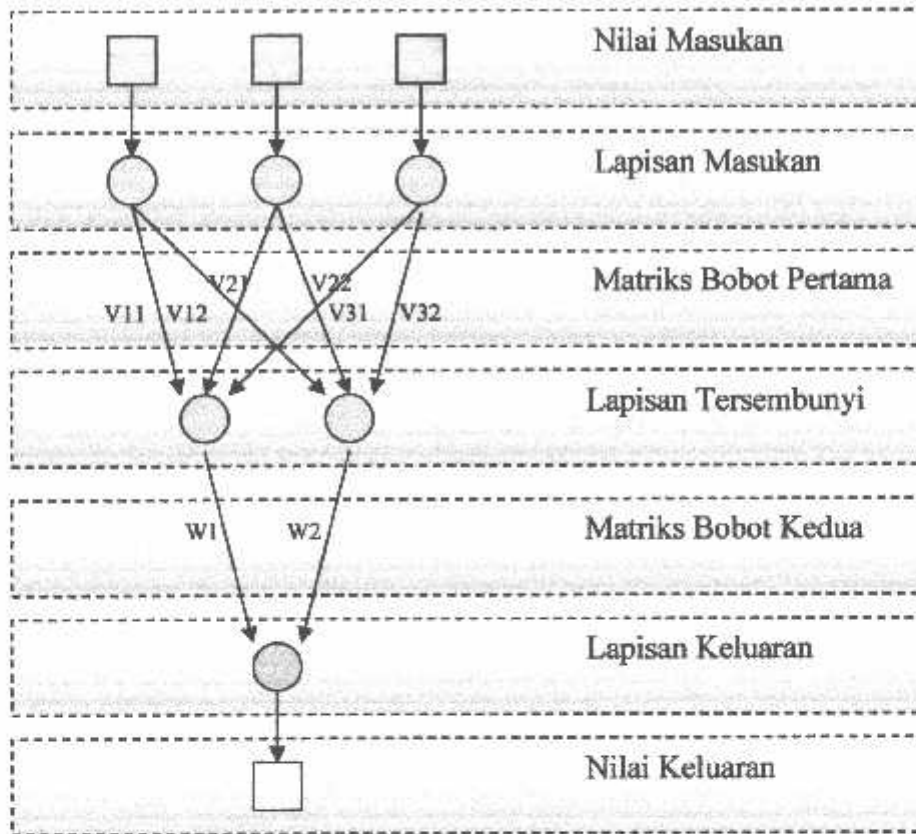 Nilai Masukan
Lapisan Masukan
Matriks Bobot Pertama
V21 V22
V11 V12 V31 V32
Lapisan Tersembunyi
Matriks Bobot Kedua
W1 W2
Lapisan Keluaran
Nilai Keluaran